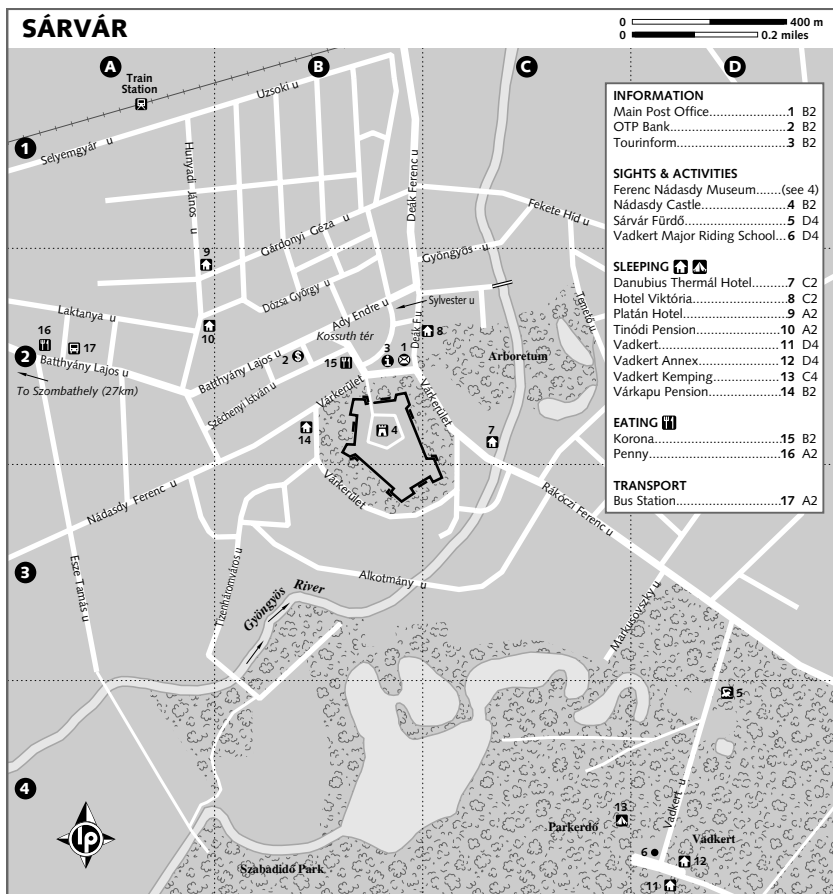 SÁRVÁR
0 400 m
0 0.2 miles
A B C D
Train
Station
Uzsoki u
1
Selyemgyár u
Hunyadi János u
Deák Ferenc u
Fekete Híd u
Gárdonyi Géza u
9
Gyöngyös u
Dózsa György u
Sylvester u
Temető u
Laktanya u
Ady Endre u
16
17
10
Kossuth tér
Deák F u
8
Arboretum
2
Batthyány Lajos u
Batthyány Lajos u
2
15
3
1
To Szombathely (27km)
Széchenyi István u
Várkerület
Várkerület
14
4
7
Nádasdy Ferenc u
Várkerület
Rákóczi Ferenc u
3
Esze Tamás u
Tizenháromváros u
Alkotmány u
Gyöngyös River
Markusovszky u
5
4
lp
Szabadidő Park
Parkerdő
13
Vadkert u
Vadkert
6
12
11
INFORMATION
Main Post Office....................1 B2
OTP Bank..............................2 B2
Tourinform............................3 B2
SIGHTS & ACTIVITIES
Ferenc Nádasdy Museum......(see 4)
Nádasdy Castle......................4 B2
Sárvár Fürdő.........................5 D4
Vadkert Major Riding School...6 D4
SLEEPING
Danubius Thermál Hotel.........7 C2
Hotel Viktória........................8 C2
Platán Hotel..........................9 A2
Tinódi Pension.....................10 A2
Vadkert...............................11 D4
Vadkert Annex.....................12 D4
Vadkert Kemping.................13 C4
Várkapu Pension..................14 B2
EATING
Korona................................15 B2
Penny.................................16 A2
TRANSPORT
Bus Station..........................17 A2